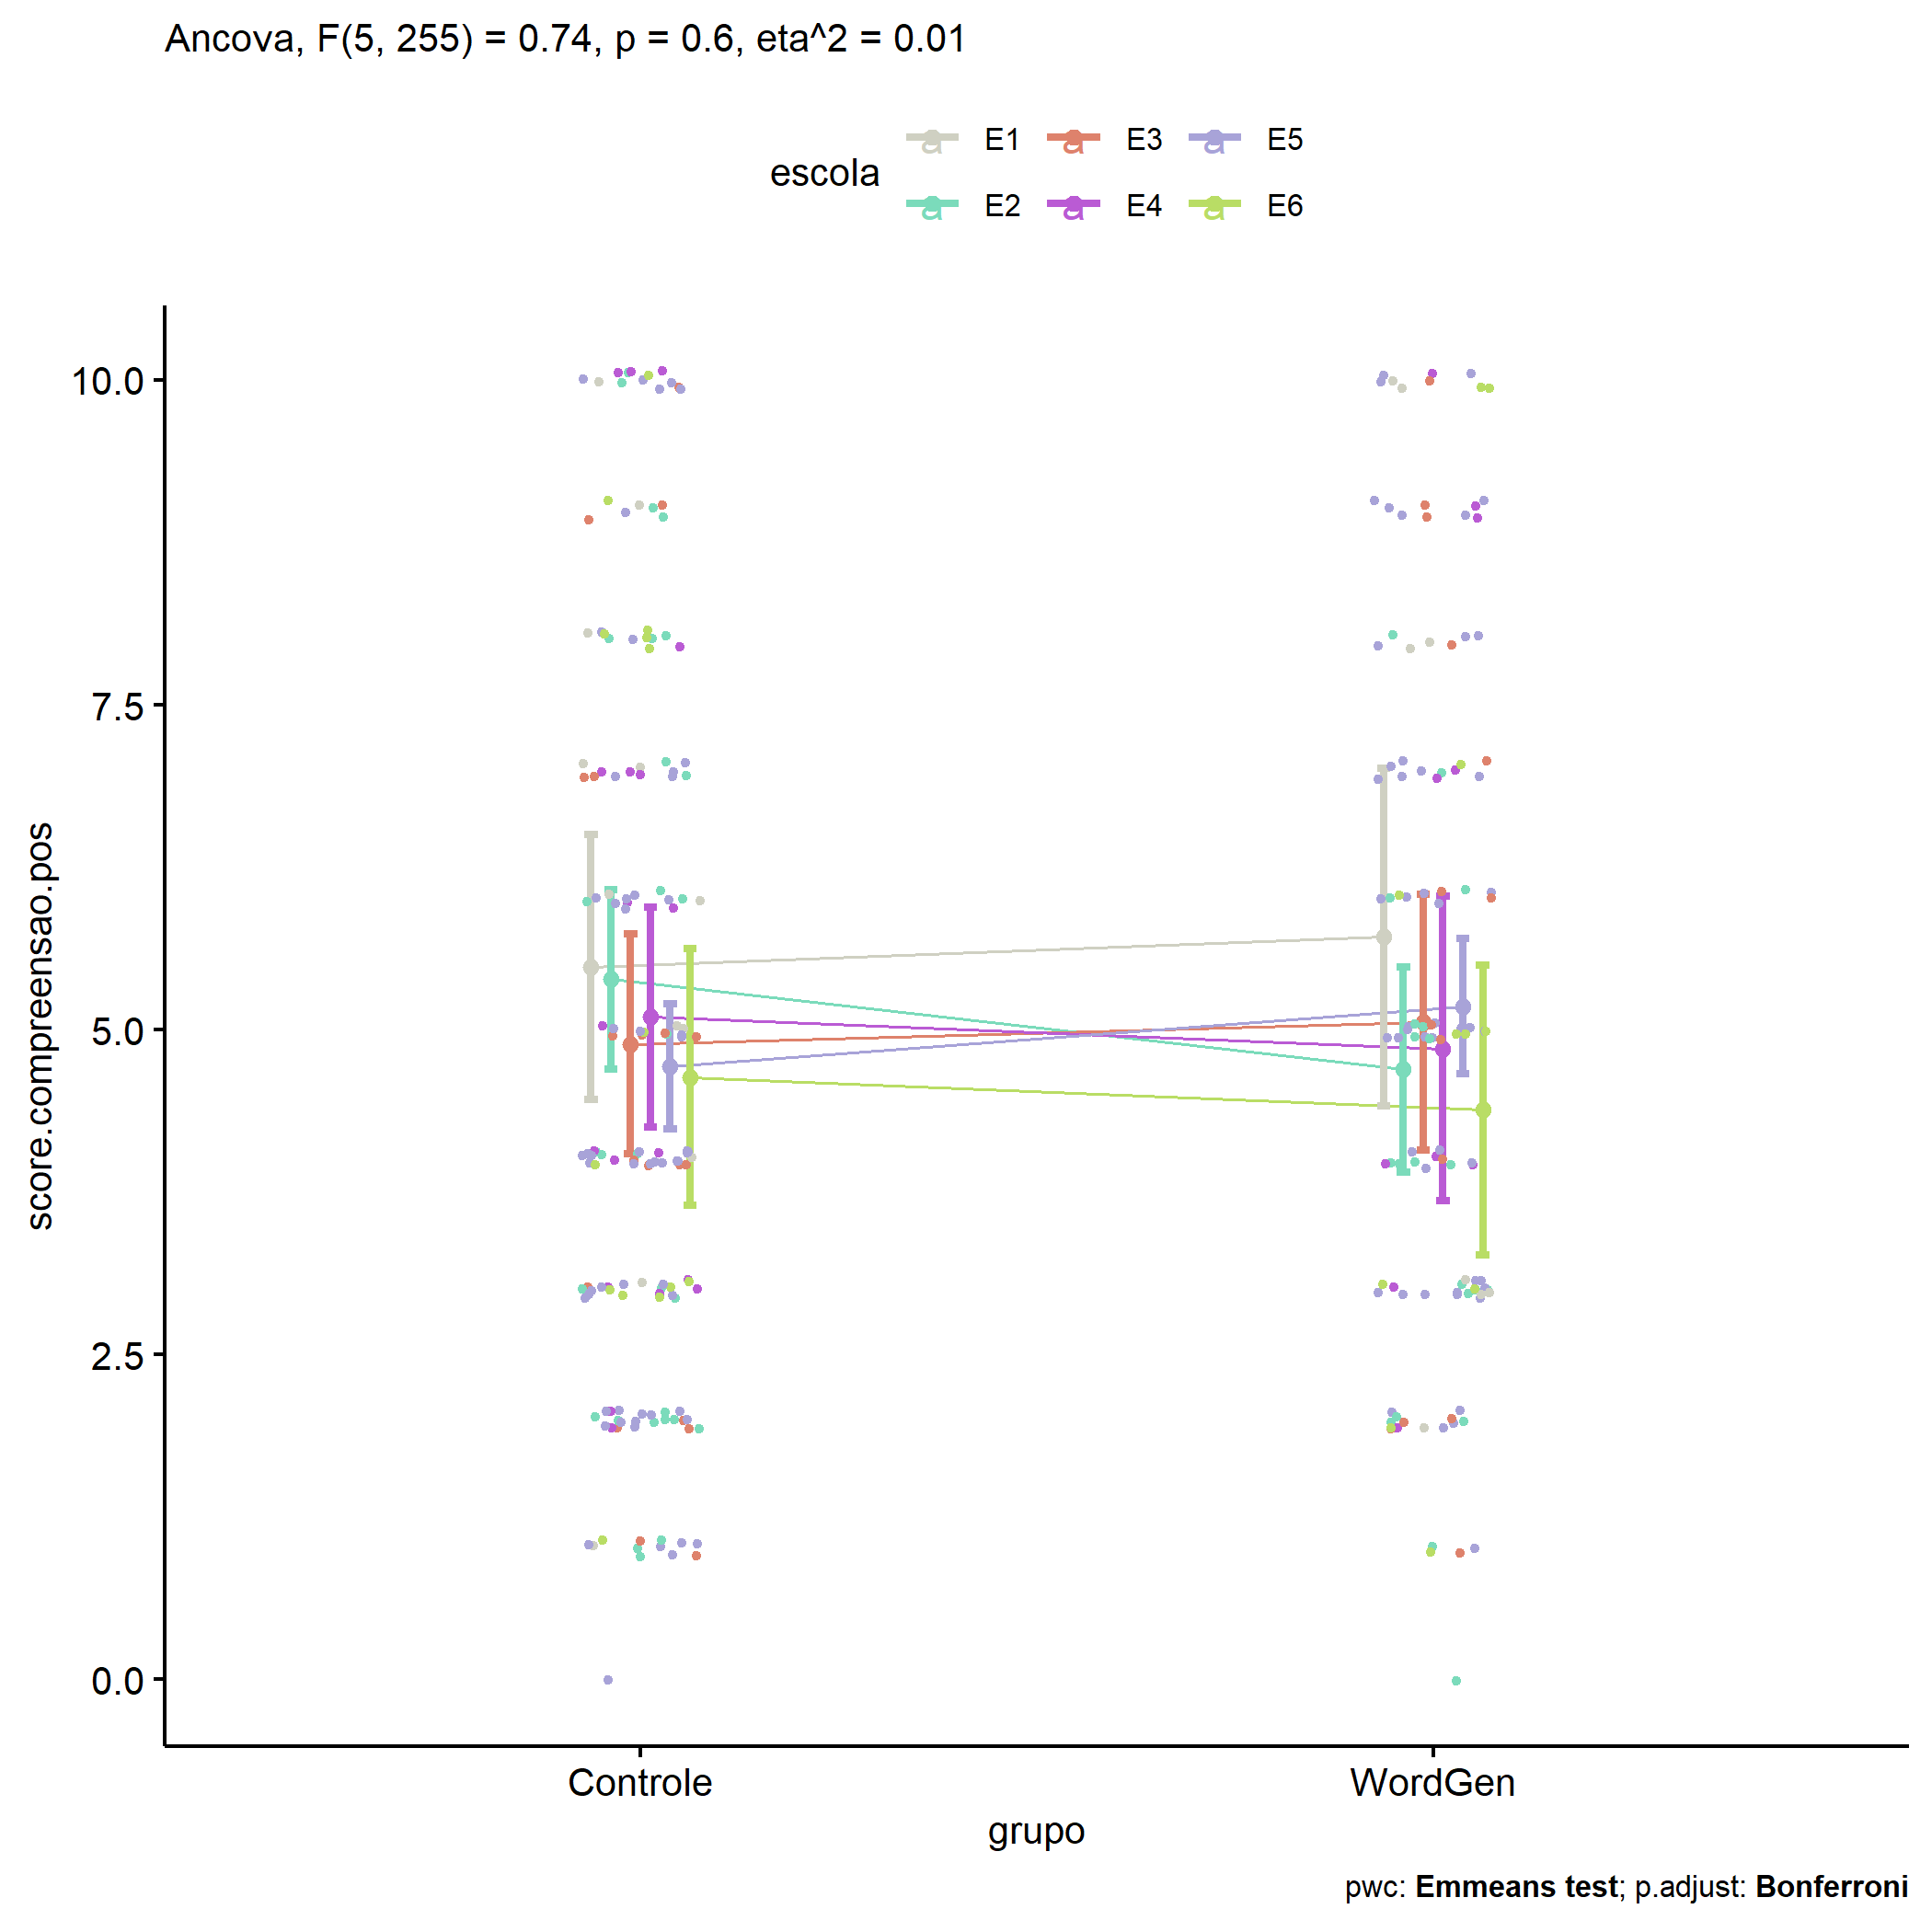 Ancova, F(5, 255) = 0.74, p = 0.6, eta^2 = 0.01
escola
a E1 a E3 a E5
a E2 a E4 a E6
score.compreensao.pos
10.0
7.5
5.0
2.5
0.0
Controle WordGen
grupo
pwc: Emmeans test; p.adjust: Bonferroni